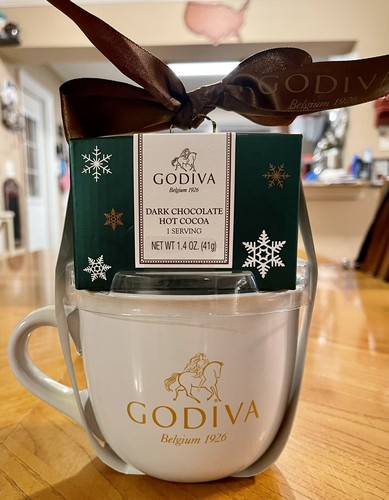 GODIVA
Belgium 1926
GODIVA
Belgium 1926
DARK CHOCOLATE
HOT COCOA
1 SERVING
NET WT 1.4 OZ. (41g)
GODIVA
Belgium 1926